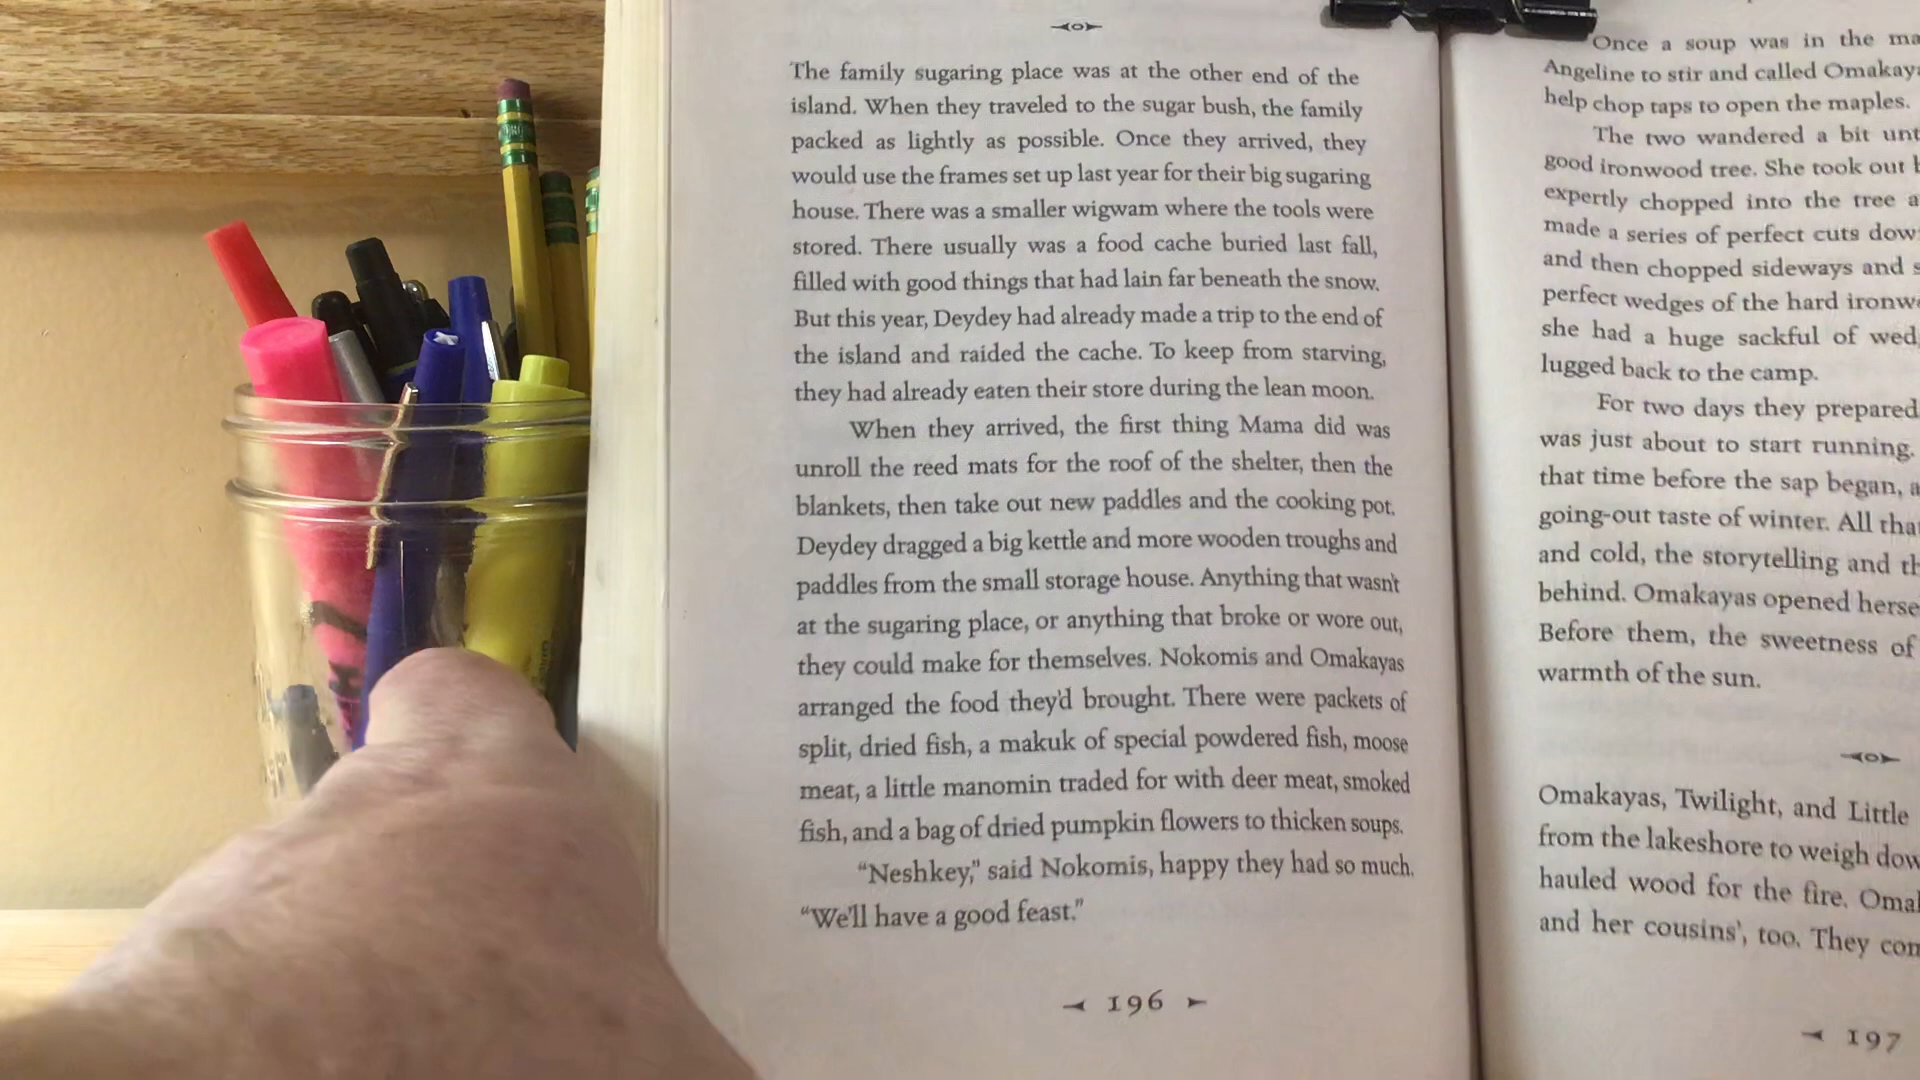 The family sugaring place was at the other end of the
island. When they traveled to the sugar bush, the family
packed as lightly as possible. Once they arrived, they
would use the frames set up last year for their big sugaring
house. There was a smaller wigwam where the tools were
stored. There usually was a food cache buried last fall,
filled with good things that had lain far beneath the snow.
But this year, Deydey had already made a trip to the end of
the island and raided the cache. To keep from starving,
they had already eaten their store during the lean moon.
When they arrived, the first thing Mama did was
unroll the reed mats for the roof of the shelter, then the
blankets, then take out new paddles and the cooking pot.
Deydey dragged a big kettle and more wooden troughs and
paddles from the small storage house. Anything that wasn't
at the sugaring place, or anything that broke or wore out,
they could make for themselves. Nokomis and Omakayas
arranged the food they'd brought. There were packets of
split, dried fish, a makuk of special powdered fish, moose
meat, a little manomin traded for with deer meat, smoked
fish, and a bag of dried pumpkin flowers to thicken soups.
“Neshkey,” said Nokomis, happy they had so much.
“We'll have a good feast.”
196
Once a soup was in the
Angeline to stir and called
help chop taps to open the maples.
The two wandered a bit
good ironwood tree. She took out
expertly chopped into the tree
made a series of perfect cuts
and then chopped sideways and
perfect wedges of the hard
she had a huge sackful of
lugged back to the camp.
For two days they prepared
was just about to start running.
that time before the sap began,
going-out taste of winter. All
and cold, the storytelling and
behind. Omakayas opened
Before them, the sweetness of
warmth of the sun.
Omakayas, Twilight, and Little
from the lakeshore to weigh
hauled wood for the fire.
and her cousins', too. They
197